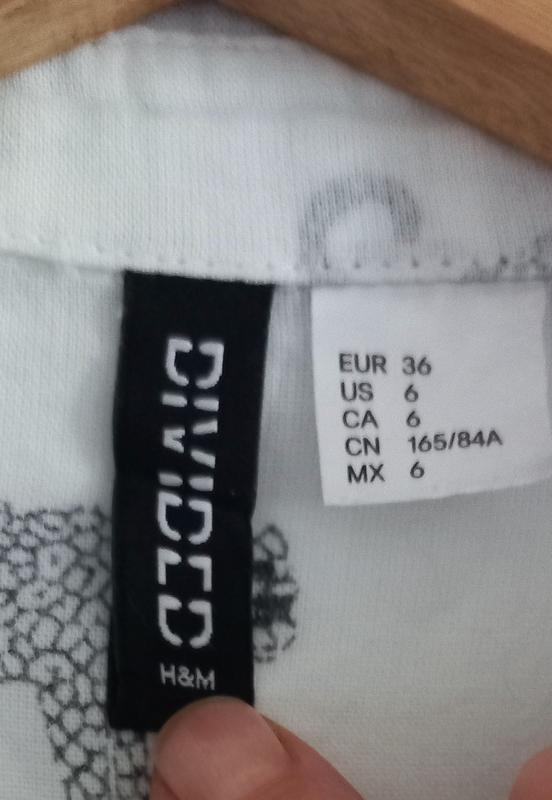 DIVIDED
H&M
EUR 36
US 6
CA 6
CN 165/84A
MX 6